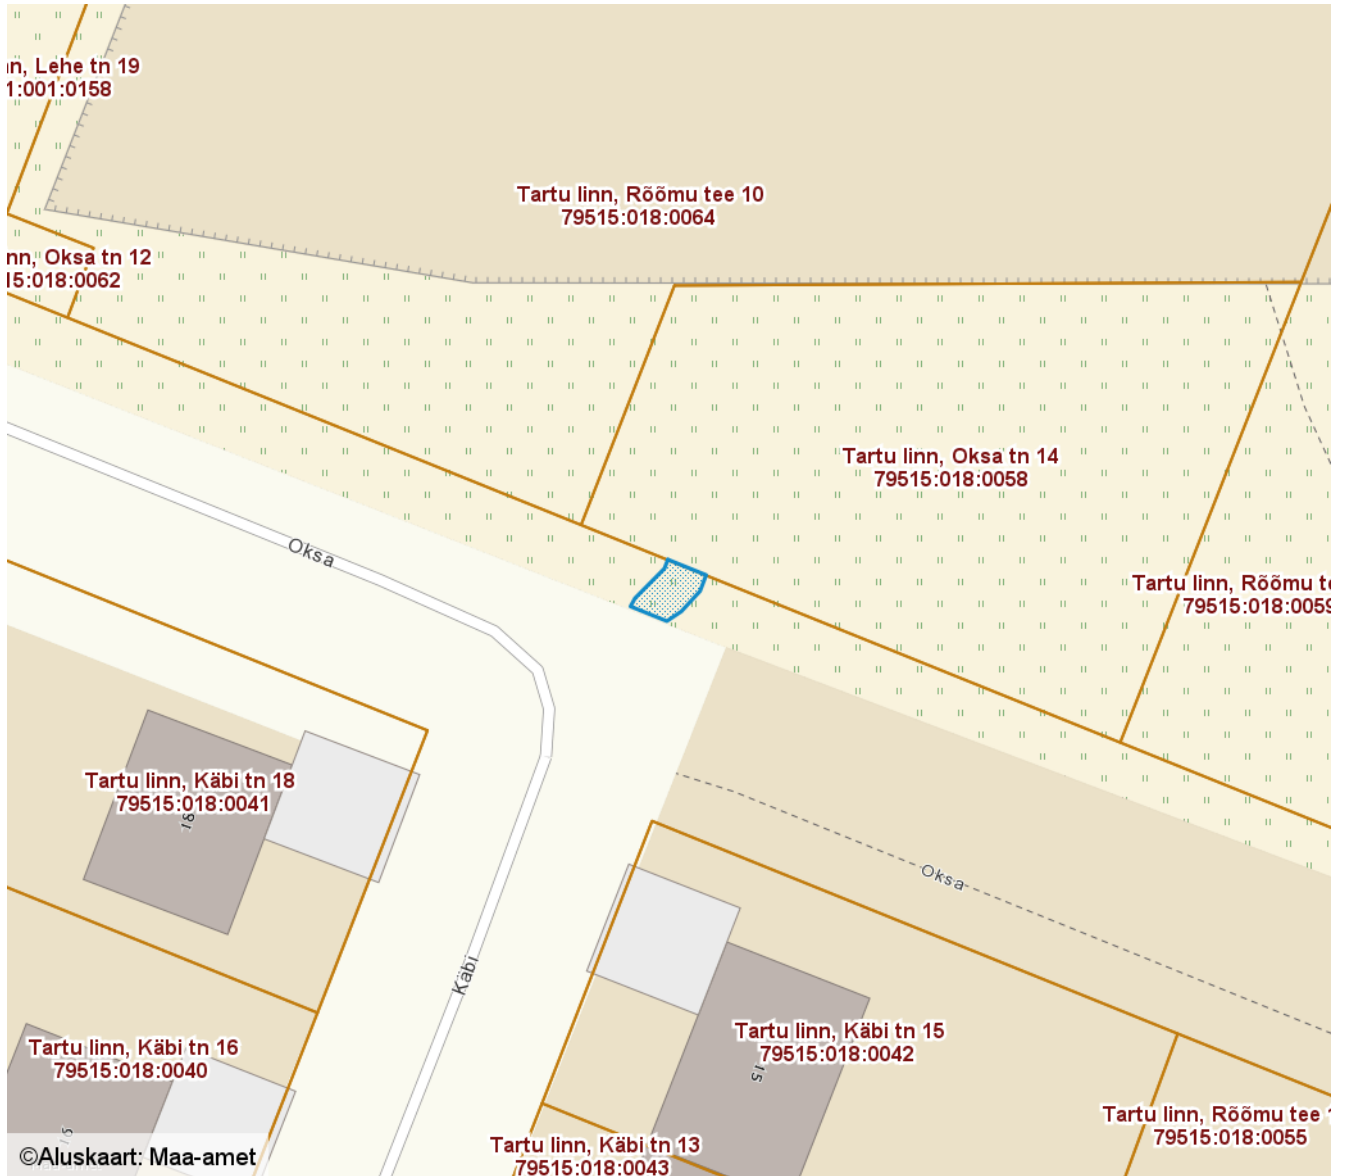 n, Lehe tn 19
1:001:0158
Tartu linn, Rõõmu tee 10
79515:018:0064
nn, Oksa tn 12
15:018:0062
Tartu linn, Oksa tn 14
79515:018:0058
Oksa
Tartu linn, Rõõmu te
79515:018:0059
Tartu linn, Käbi tn 18
79515:018:0041
18
Oksa
Käbi
Tartu linn, Käbi tn 16
79515:018:0040
16
Tartu linn, Käbi tn 15
79515:018:0042
15
Tartu linn, Rõõmu tee 1
79515:018:0055
Tartu linn, Käbi tn 13
79515:018:0043
©Aluskaart: Maa-amet